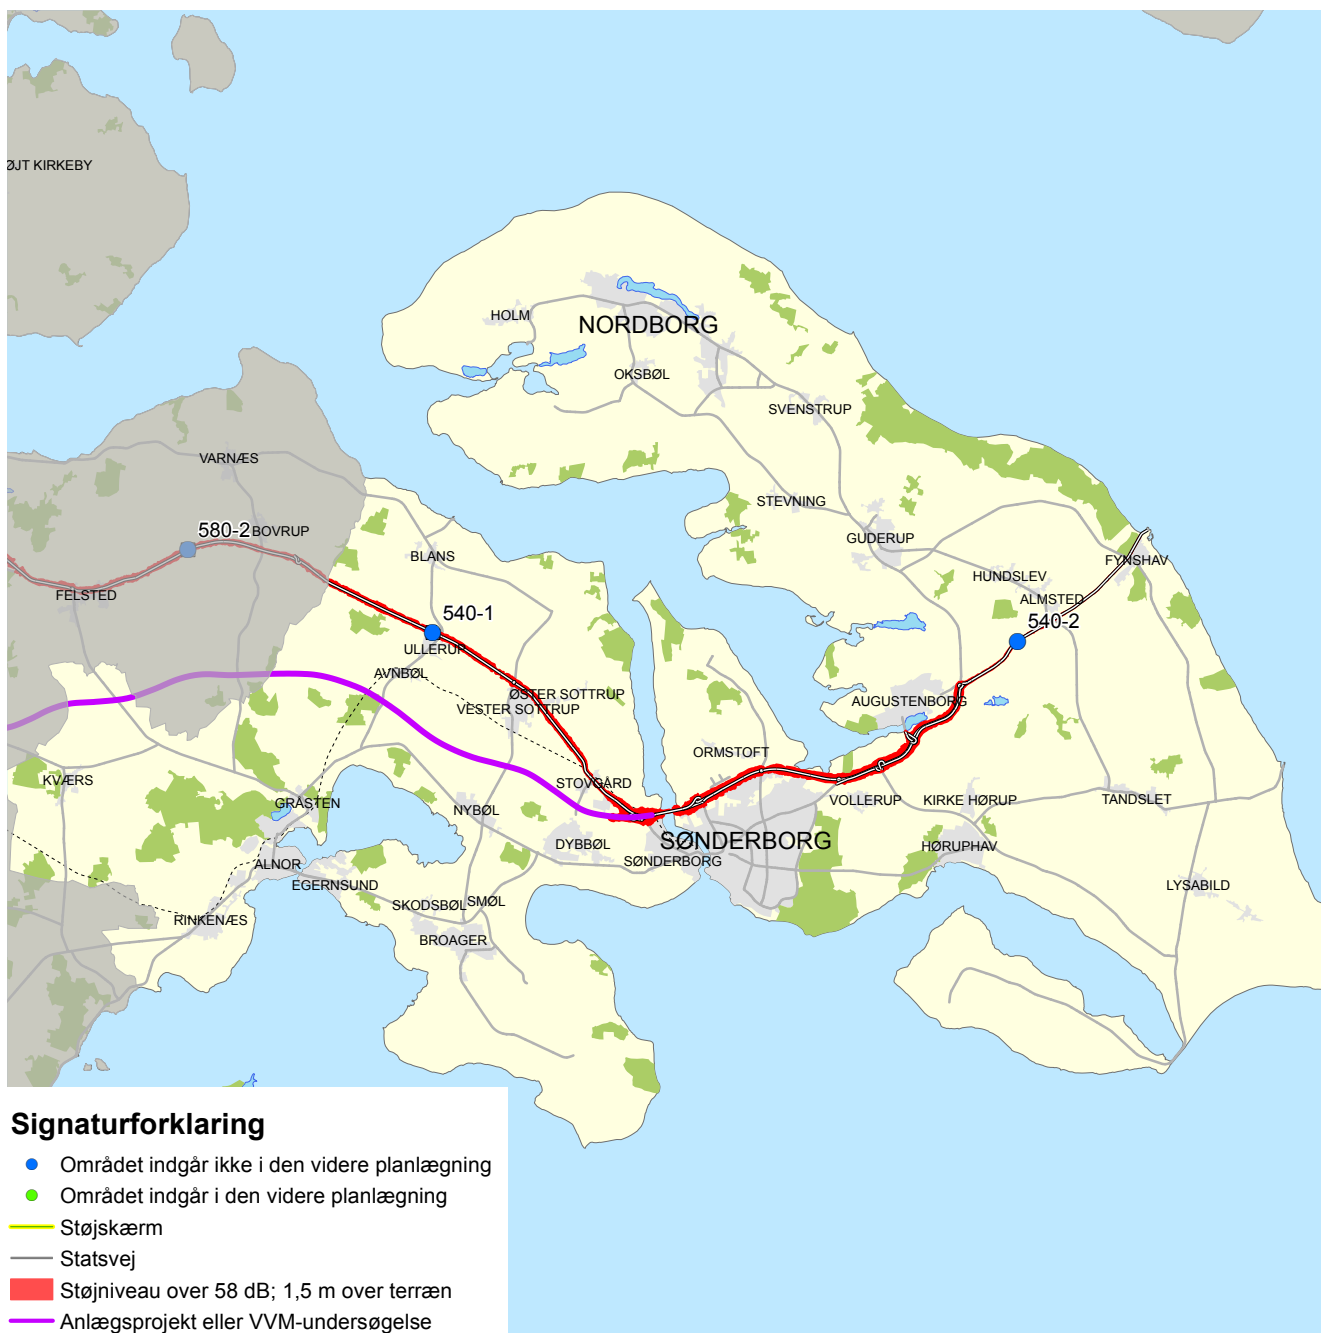 ØJT KIRKEBY
HOLM
NORDBORG
OKSBØL
SVENSTRUP
VARNÆS
STEVNING
580-2
BOVRUP
GUDERUP
BLANS
FYNSHAV
HUNDSLEV
FELSTED
ALMSTED
540-1
540-2
ULLERUP
AVNBØL
ØSTER SOTTRUP
AUGUSTENBORG
VESTER SOTTRUP
ORMSTOFT
KVÆRS
STOVGÅRD
GRÅSTEN
NYBØL
VOLLERUP
KIRKE HØRUP
TANDSLET
DYBBØL
SØNDERBORG
HØRUPHAV
SØNDERBORG
ALNOR
EGERNSUND
LYSABILD
SKODSBØL
SMØL
RINKENÆS
BROAGER
Signaturforklaring
Området indgår ikke i den videre planlægning
Området indgår i den videre planlægning
Støjskærm
Statsvej
Støjniveau over 58 dB; 1,5 m over terræn
Anlægsprojekt eller VVM-undersøgelse